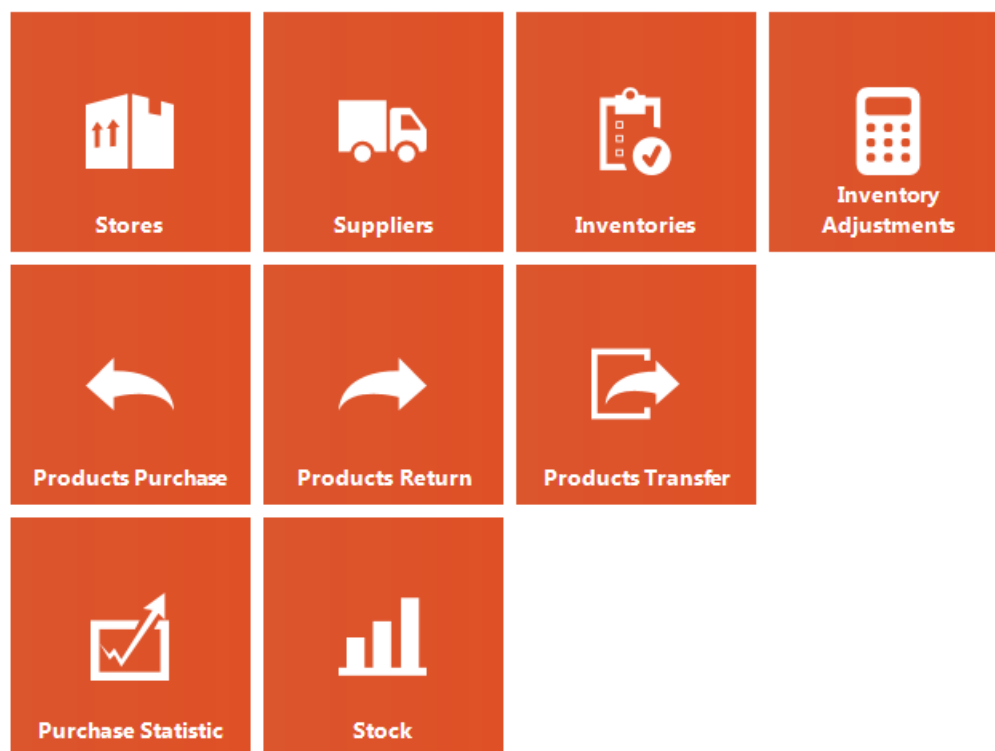 Stores
Suppliers
Inventories
Inventory
Adjustments
Products Purchase
Products Return
Products Transfer
Purchase Statistic
Stock